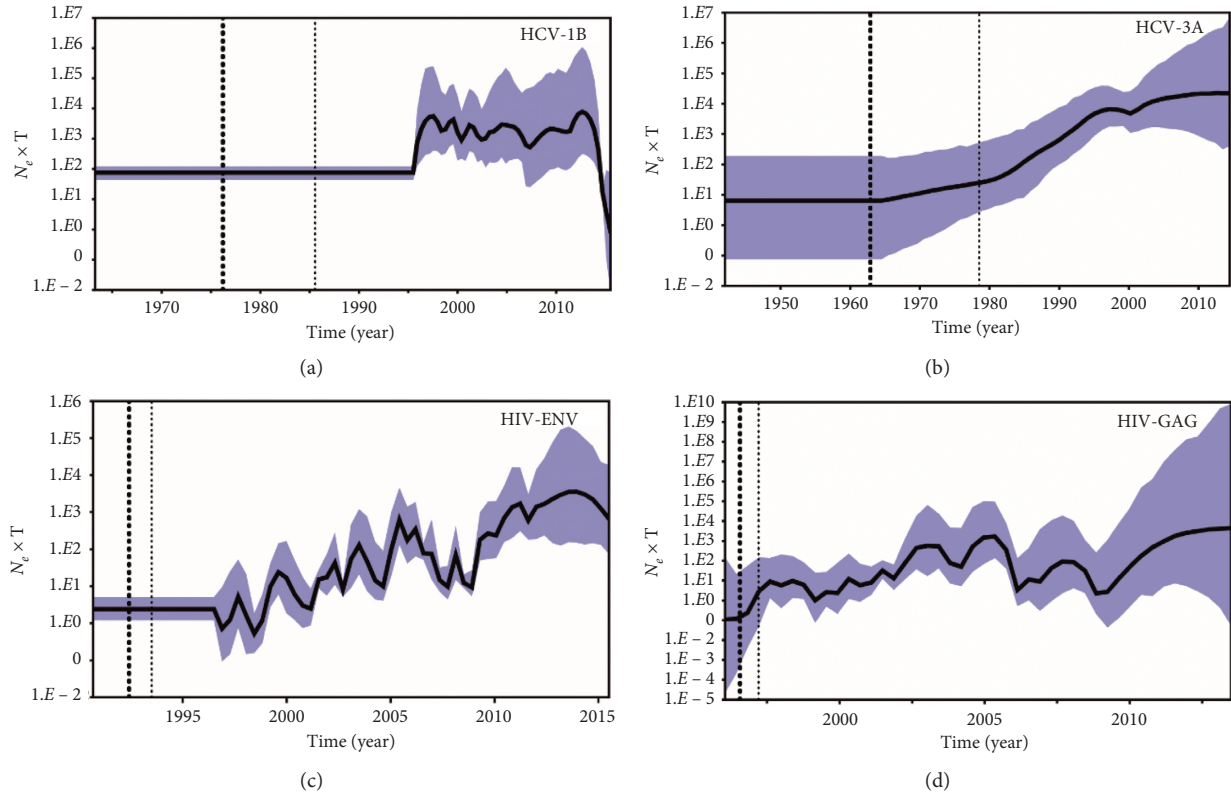 HCV-1B
1.E7
1.E6
1.E5
1.E4
1.E3
1.E2
1.E1
1.E0
0
1.E – 2
Ne × T
1970 1980 1990 2000 2010
Time (year)
(a)
HCV-3A
1.E7
1.E6
1.E5
1.E4
1.E3
1.E2
1.E1
1.E0
0
1.E – 2
Ne × T
1950 1960 1970 1980 1990 2000 2010
Time (year)
(b)
HIV-ENV
1.E6
1.E5
1.E4
1.E3
1.E2
1.E1
1.E0
0
1.E – 2
Ne × T
1995 2000 2005 2010 2015
Time (year)
(c)
HIV-GAG
1.E10
1.E9
1.E8
1.E7
1.E6
1.E5
1.E4
1.E3
1.E2
1.E1
1.E0
0
1.E – 2
1.E – 3
1.E – 4
1.E – 5
Ne × T
2000 2005 2010
Time (year)
(d)